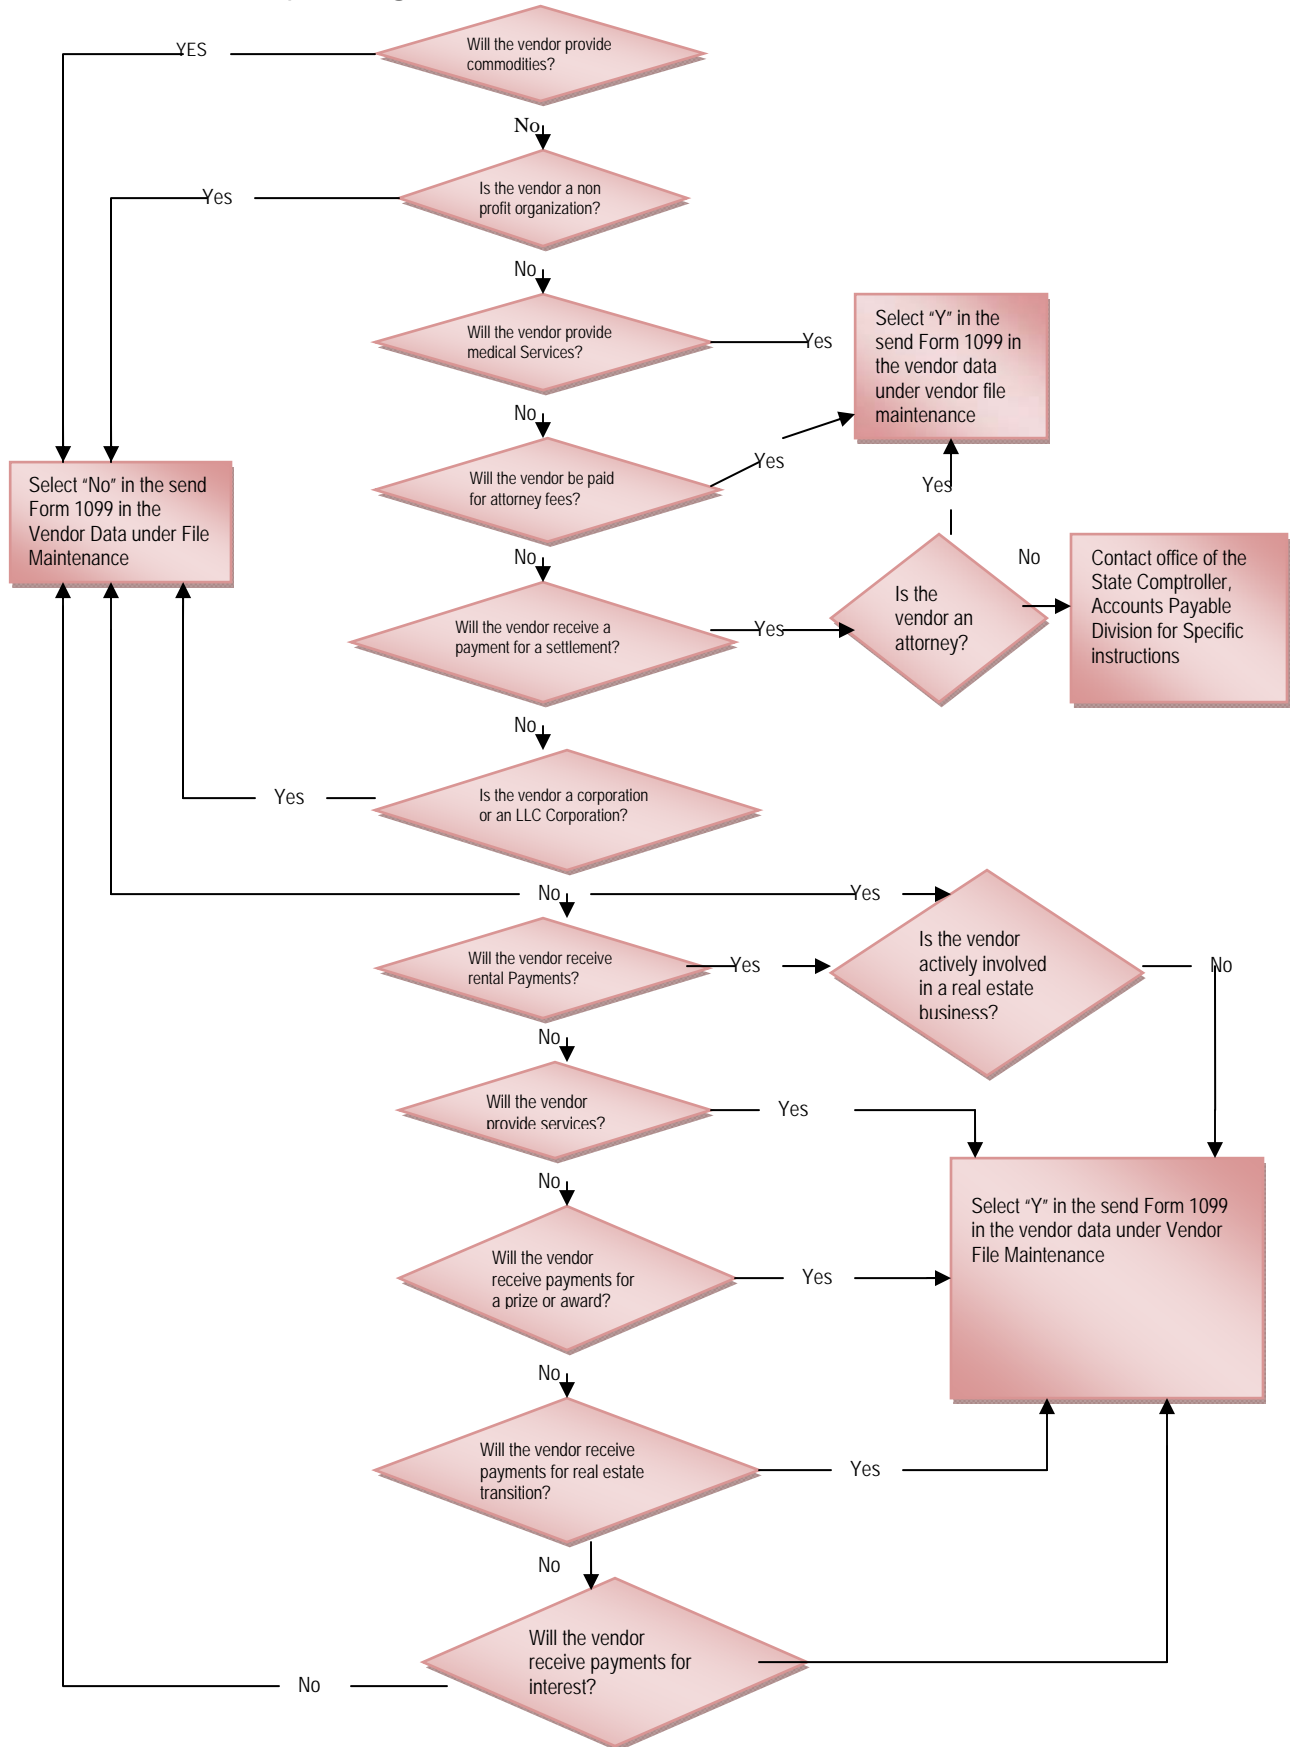 Will the vendor provide
commodities?
YES
No
Is the vendor a non
profit organization?
Yes
No
Will the vendor provide
medical Services?
Yes
Select “Y” in the
send Form 1099 in
the vendor data
under vendor file
maintenance
No
Will the vendor be paid
for attorney fees?
Yes
Select “No” in the send
Form 1099 in the
Vendor Data under File
Maintenance
Yes
No
Will the vendor receive a
payment for a settlement?
Yes
Is the
vendor an
attorney?
No
Contact office of the
State Comptroller,
Accounts Payable
Division for Specific
instructions
No
Is the vendor a corporation
or an LLC Corporation?
Yes
No
Yes
Will the vendor receive
rental Payments?
Yes
Is the vendor
actively involved
in a real estate
business?
No
No
Will the vendor
provide services?
Yes
No
Will the vendor
receive payments for
a prize or award?
Yes
Select “Y” in the send Form 1099
in the vendor data under Vendor
File Maintenance
No
Will the vendor receive
payments for real estate
transition?
Yes
No
Will the vendor
receive payments for
interest?
No